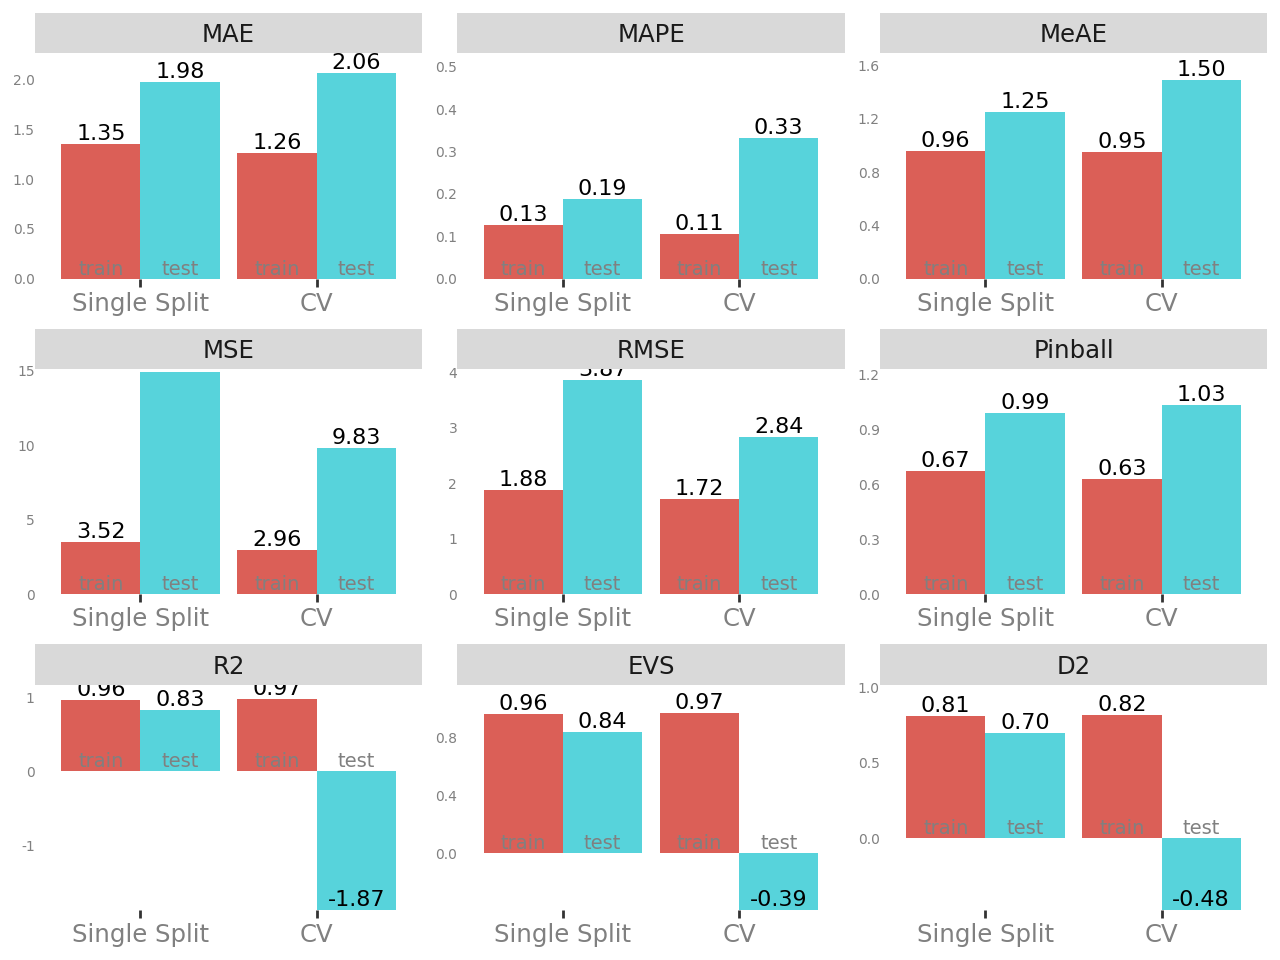 MAE
MAPE
MeAE
2.0
1.5
1.0
0.5
0.0
1.35
1.98
1.26
2.06
train
test
train
test
Single Split
CV
0.5
0.4
0.3
0.2
0.1
0.0
0.13
0.19
0.11
0.33
train
test
train
test
Single Split
CV
1.6
1.2
0.8
0.4
0.0
0.96
1.25
0.95
1.50
train
test
train
test
Single Split
CV
MSE
RMSE
Pinball
15
10
5
0
3.52
2.96
9.83
train
test
train
test
Single Split
CV
4
3
2
1
0
1.88
3.87
1.72
2.84
train
test
train
test
Single Split
CV
1.2
0.9
0.6
0.3
0.0
0.67
0.99
0.63
1.03
train
test
train
test
Single Split
CV
R2
EVS
D2
1
0
-1
0.96
0.83
0.97
-1.87
train
test
train
test
Single Split
CV
0.8
0.4
0.0
0.96
0.84
0.97
-0.39
train
test
train
test
Single Split
CV
1.0
0.5
0.0
0.81
0.70
0.82
-0.48
train
test
train
test
Single Split
CV